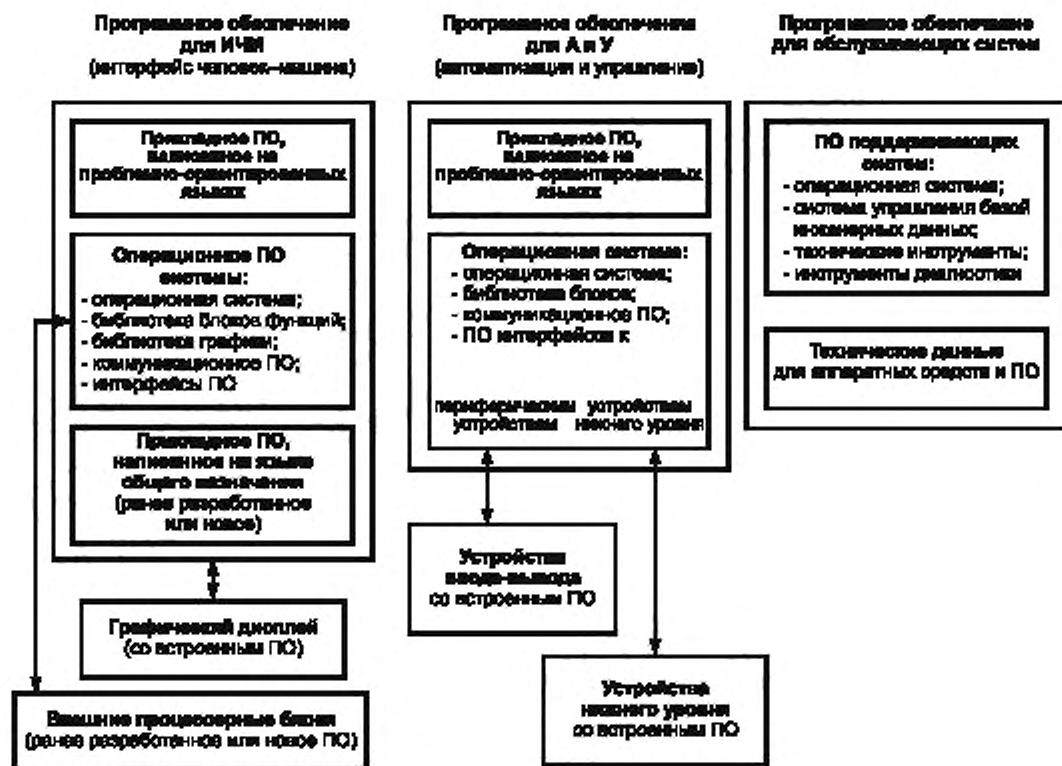 Программное обеспечение
для ИЧМ
(интерфейс человек–машина)
Прикладное ПО,
написанное на
проблемно-ориентированных
языках
Операционное ПО
системы:
- операционная система;
- библиотека блоков функций;
- библиотека графики;
- коммуникационное ПО;
- интерфейсы ПО
Прикладное ПО,
написанное на языке
общего назначения
(ранее разработанное
или новое)
Графический дисплей
(со встроенным ПО)
Внешние процессорные блоки
(ранее разработанное или новое ПО)
Программное обеспечение
для А и У
(автоматизация и управление)
Прикладное ПО,
написанное на
проблемно-ориентированных
языках
Операционная система:
- операционная система;
- библиотека блоков;
- коммуникационное ПО;
- ПО интерфейсов к
периферическим устройствам
устройствам нижнего уровня
Устройства
ввода-вывода
со встроенным ПО
Устройства
нижнего уровня
со встроенным ПО
Программное обеспечение
для обслуживающих систем
ПО поддерживающих
систем:
- операционная система;
- система управления базой
инженерных данных;
- технические инструменты;
- инструменты диагностики
Технические данные
для аппаратных средств и ПО